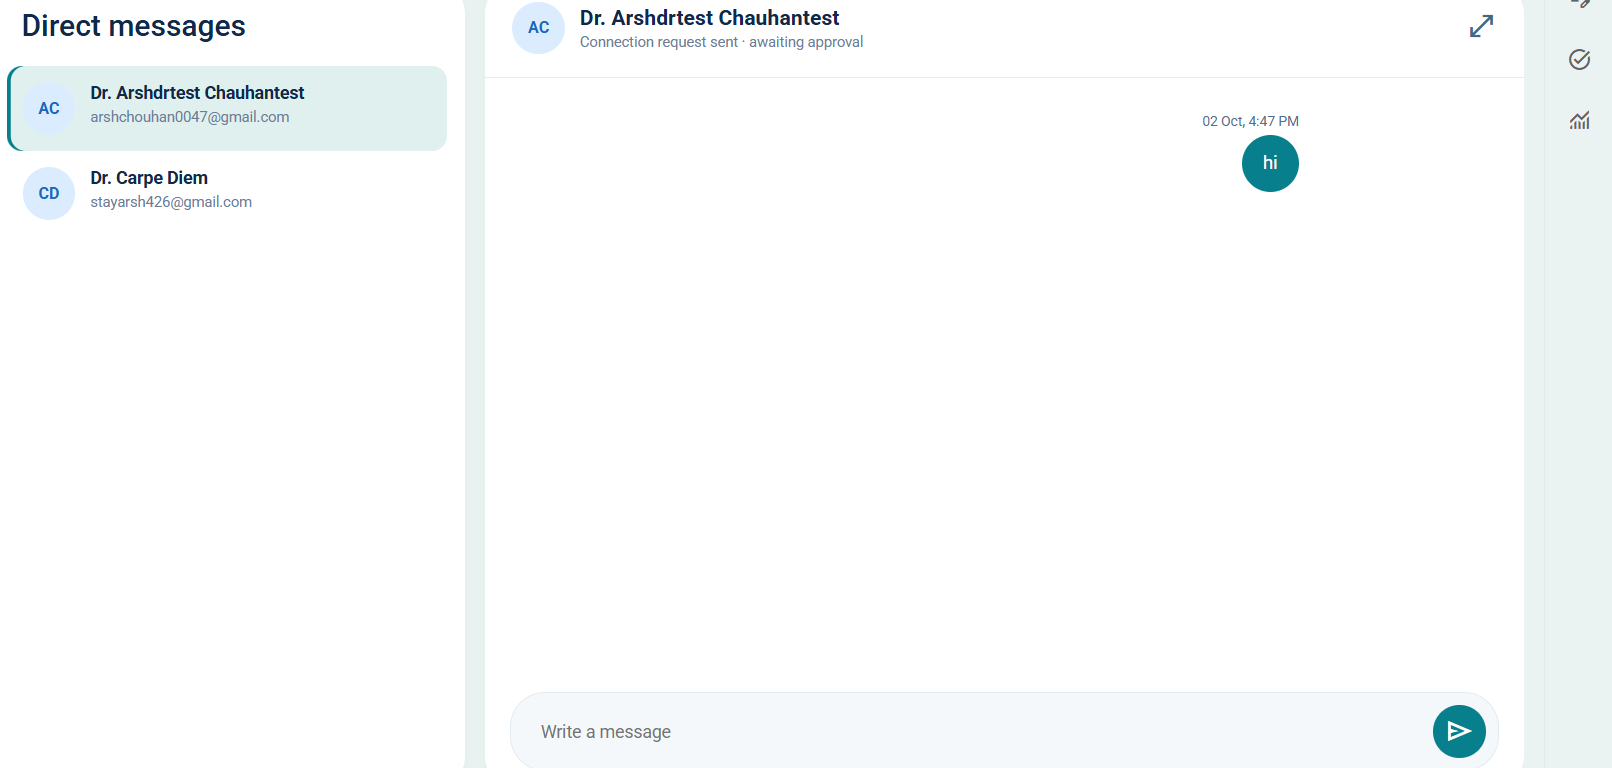 Direct messages
AC
Dr. Arshdrtest Chauhantest
arshchouhan0047@gmail.com
CD
Dr. Carpe Diem
stayarsh426@gmail.com
AC
Dr. Arshdrtest Chauhantest
Connection request sent · awaiting approval
02 Oct, 4:47 PM
hi
Write a message